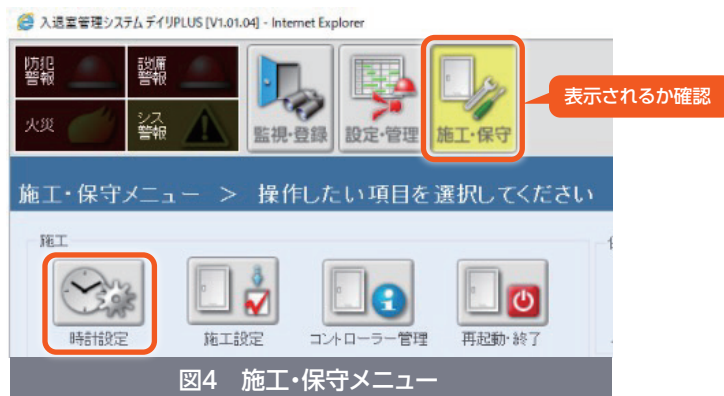 入退室管理システム デイリPLUS [V1.01.04] - Internet Explorer
防犯
警報
設備
警報
火災
シス
警報
監視・登録
設定・管理
施工・保守
表示されるか確認
施工・保守メニュー > 操作したい項目を選択してください
施工
時計設定
施工設定
コントローラー管理
再起動・終了
図4 施工・保守メニュー